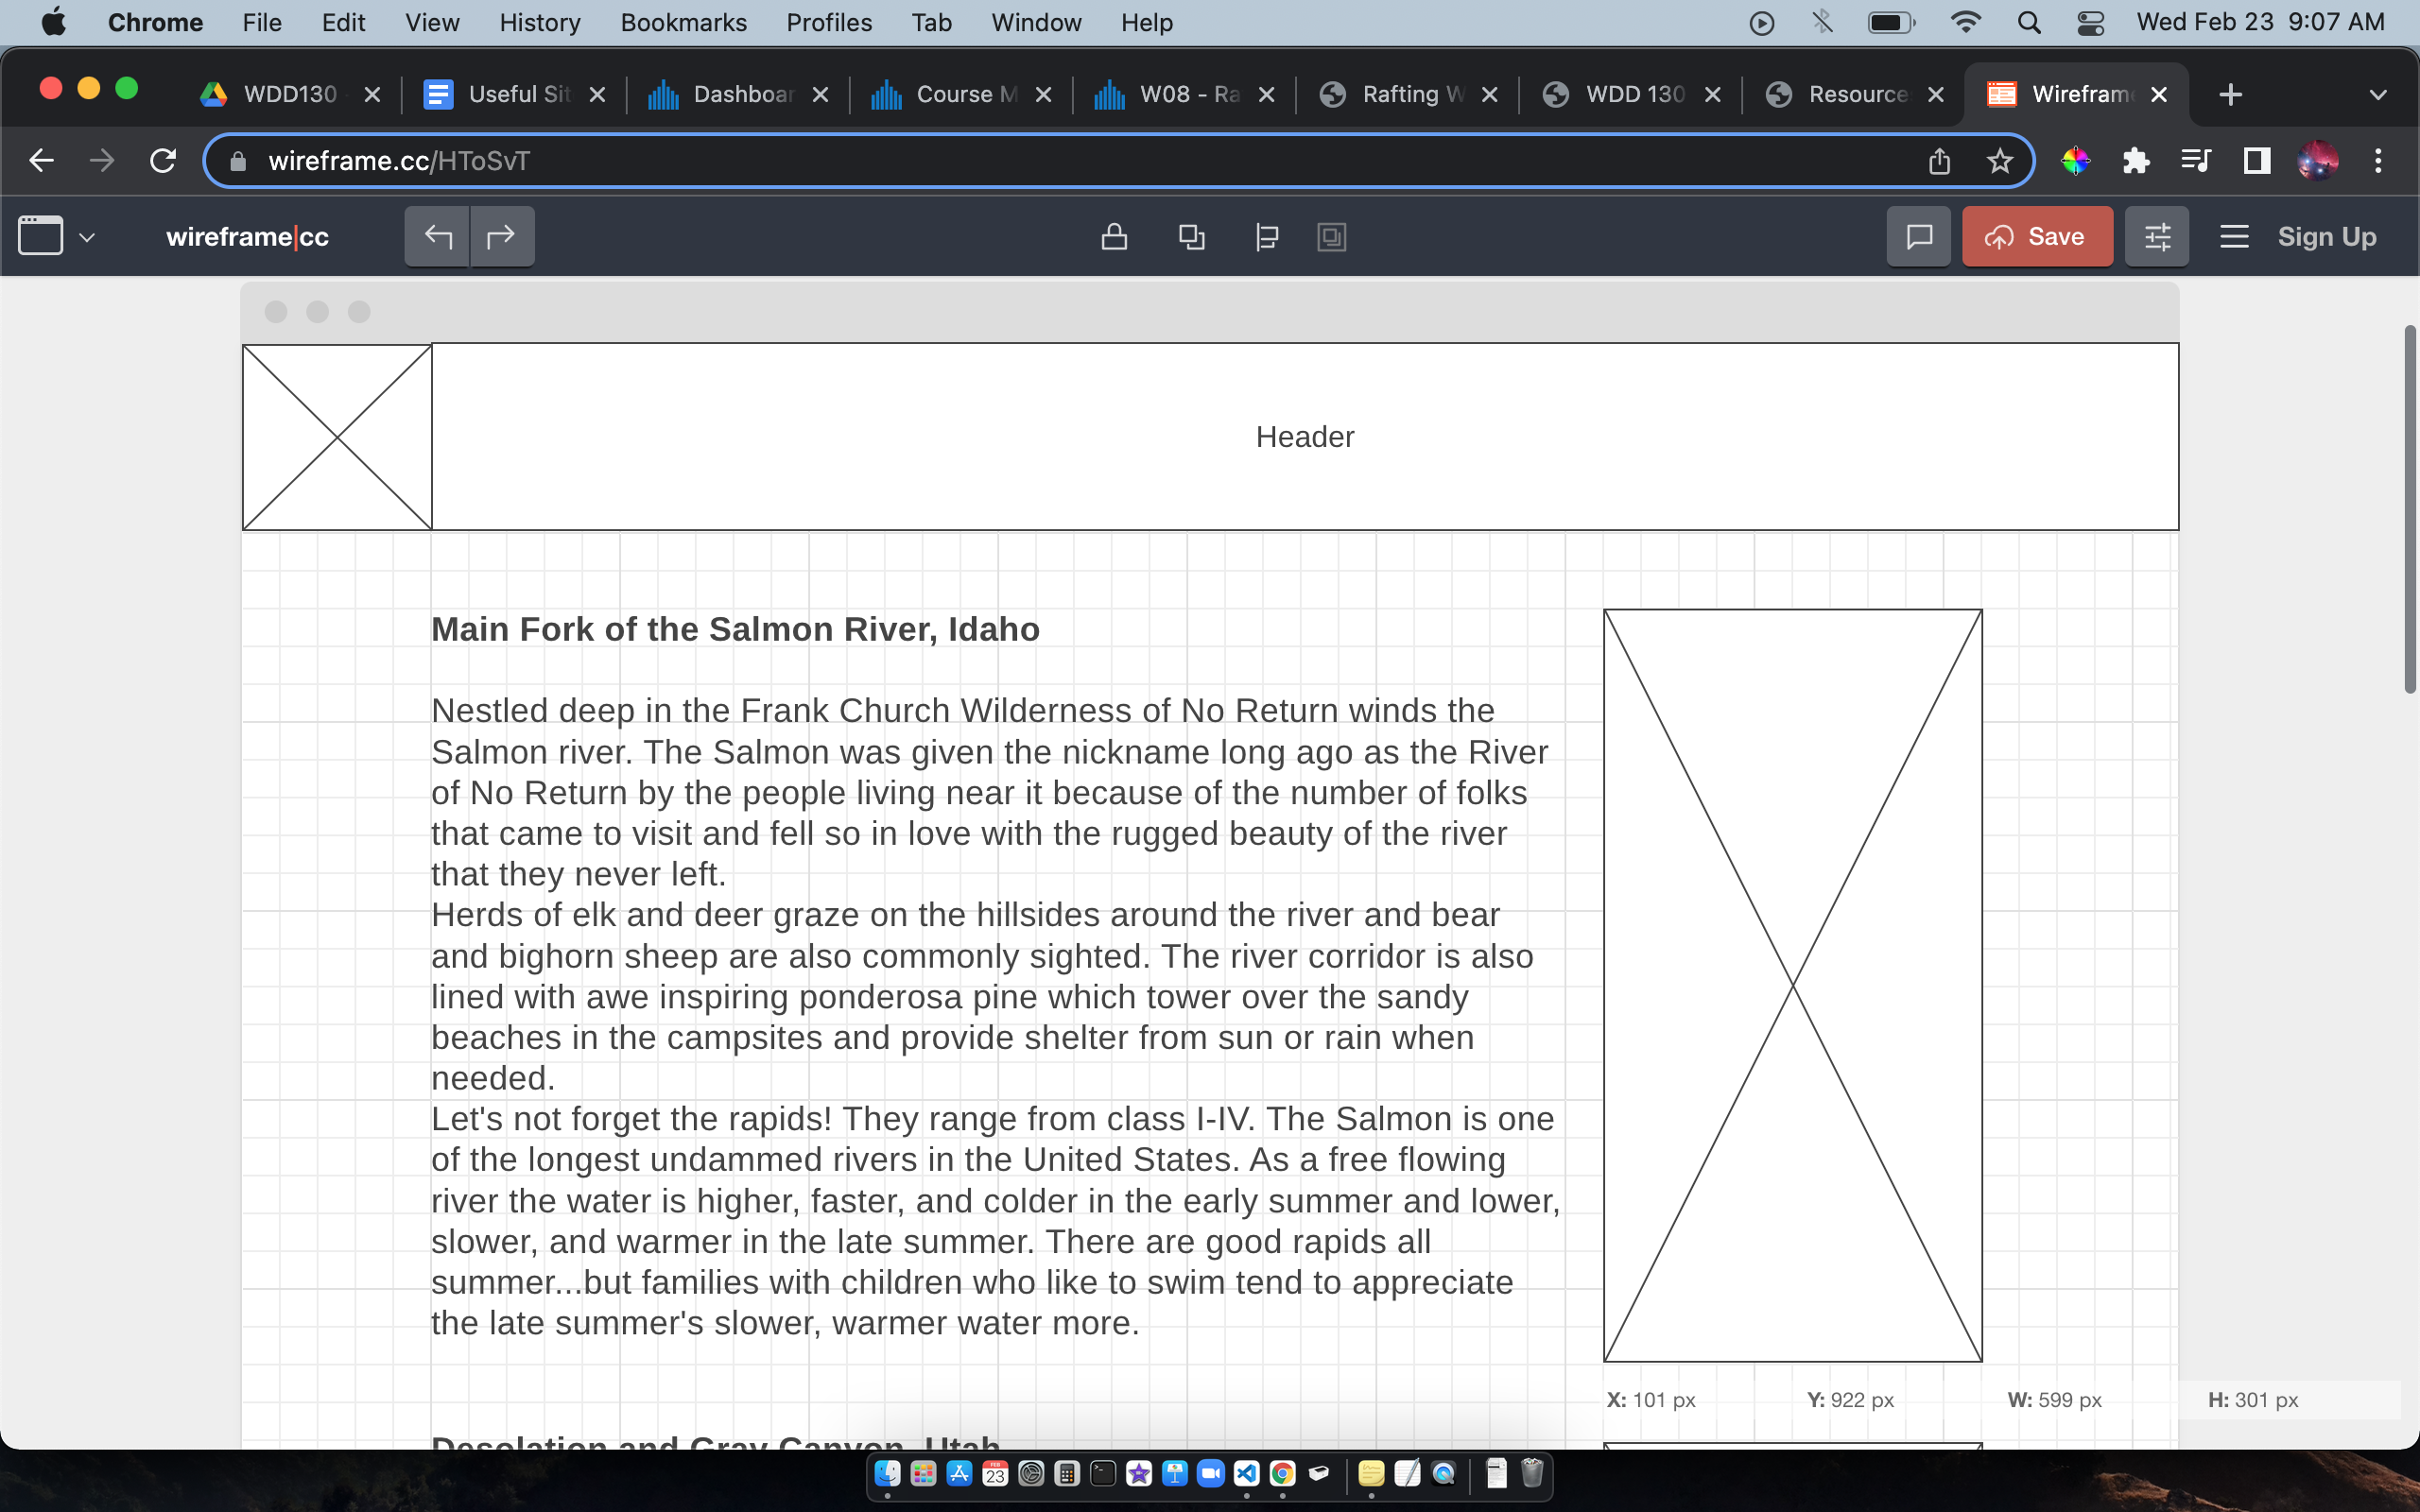 Chrome File Edit View History Bookmarks Profiles Tab Window Help Wed Feb 23 9:07 AM
WDD130 Useful Sit Dashboar Course M W08 - Ra Rafting W WDD 130 Resource Wirefram
wireframe.cc/HToSvT
wireframe|cc Save Sign Up
Header
Main Fork of the Salmon River, Idaho
Nestled deep in the Frank Church Wilderness of No Return winds the
Salmon river. The Salmon was given the nickname long ago as the River
of No Return by the people living near it because of the number of folks
that came to visit and fell so in love with the rugged beauty of the river
that they never left.
Herds of elk and deer graze on the hillsides around the river and bear
and bighorn sheep are also commonly sighted. The river corridor is also
lined with awe inspiring ponderosa pine which tower over the sandy
beaches in the campsites and provide shelter from sun or rain when
needed.
Let's not forget the rapids! They range from class I-IV. The Salmon is one
of the longest undammed rivers in the United States. As a free flowing
river the water is higher, faster, and colder in the early summer and lower,
slower, and warmer in the late summer. There are good rapids all
summer...but families with children who like to swim tend to appreciate
the late summer's slower, warmer water more.
X: 101 px Y: 922 px W: 599 px H: 301 px
Desolation and Gray Canyon, Utah
FEB
23